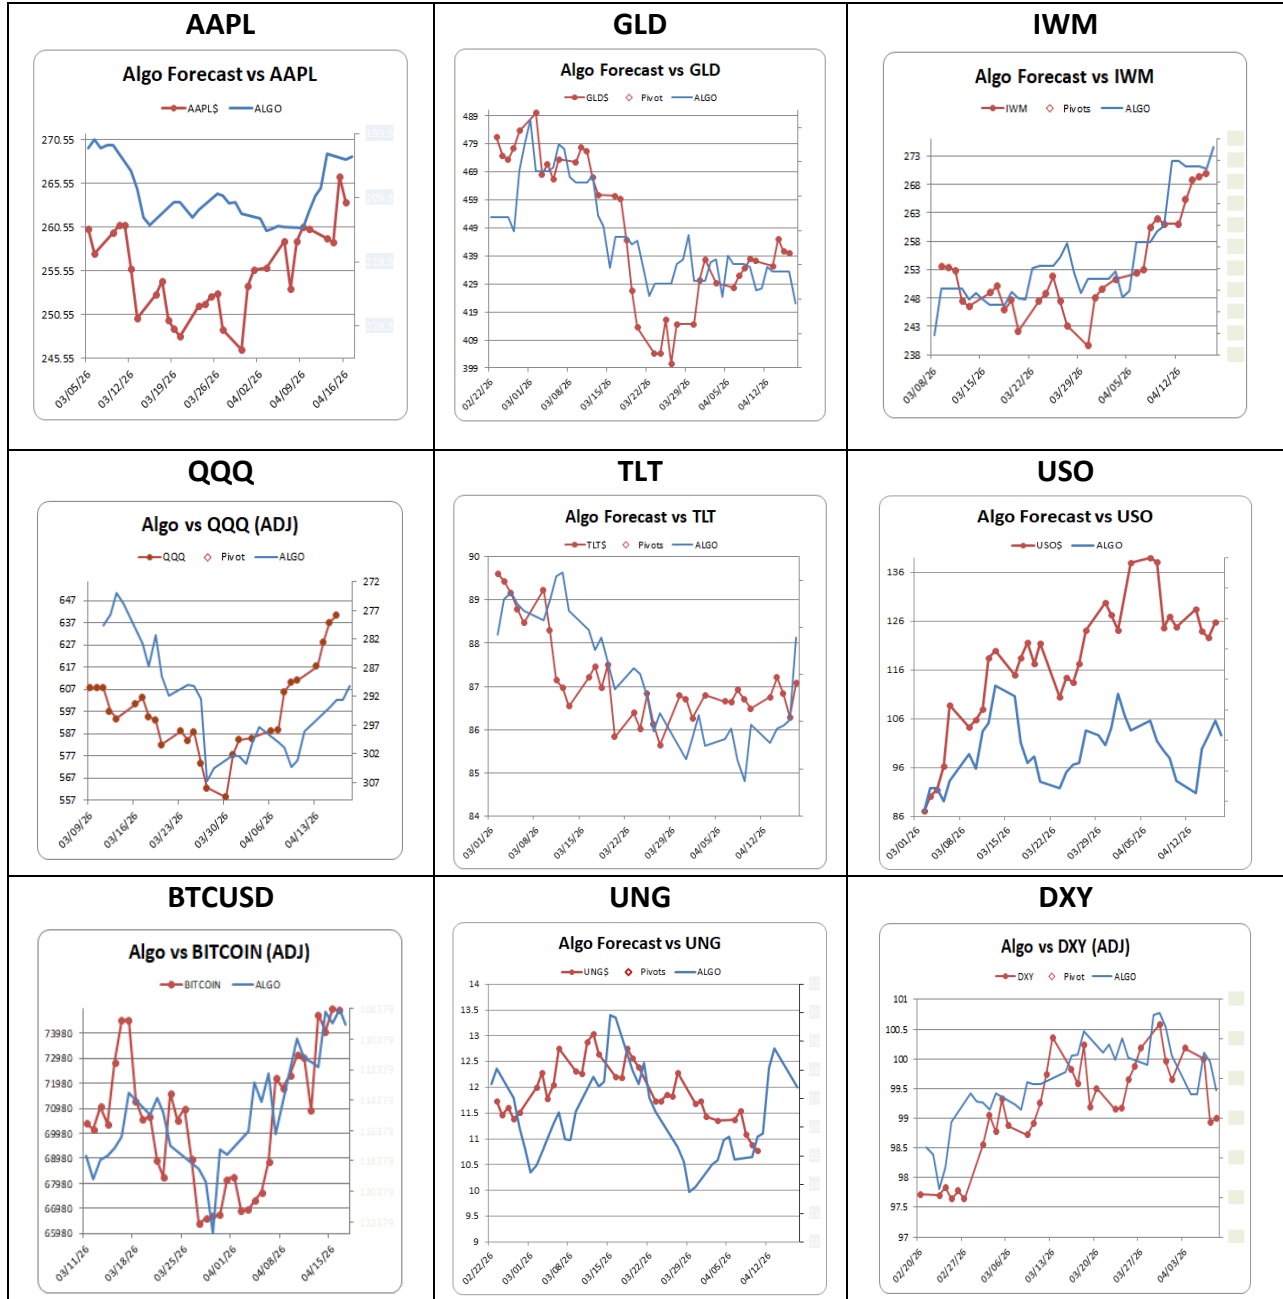 AAPL
GLD
IWM
Algo Forecast vs AAPL
AAPL$ ALGO
270.55
265.55
260.55
255.55
250.55
245.55
199.3
209.3
219.3
229.3
03/05/26 03/12/26 03/19/26 03/26/26 04/02/26 04/09/26 04/16/26
Algo Forecast vs GLD
GLD$ Pivot ALGO
489
479
469
459
449
439
429
419
409
399
02/22/26 03/01/26 03/08/26 03/15/26 03/22/26 03/29/26 04/05/26 04/12/26
Algo Forecast vs IWM
IWM Pivots ALGO
273
268
263
258
253
248
243
238
03/08/26 03/15/26 03/22/26 03/29/26 04/05/26 04/12/26
QQQ
TLT
USO
Algo vs QQQ (ADJ)
QQQ Pivot ALGO
647
637
627
617
607
597
587
577
567
557
272
277
282
287
292
297
302
307
03/09/26 03/16/26 03/23/26 03/30/26 04/06/26 04/13/26
Algo Forecast vs TLT
TLT$ Pivots ALGO
90
89
88
87
86
85
84
03/01/26 03/08/26 03/15/26 03/22/26 03/29/26 04/05/26 04/12/26
Algo Forecast vs USO
USO$ ALGO
136
126
116
106
96
86
03/01/26 03/08/26 03/15/26 03/22/26 03/29/26 04/05/26 04/12/26
BTCUSD
UNG
DXY
Algo vs BITCOIN (ADJ)
BITCOIN ALGO
73980
72980
71980
70980
69980
68980
67980
66980
65980
108379
110379
112379
114379
116379
118379
120379
122379
03/11/26 03/18/26 03/25/26 04/01/26 04/08/26 04/15/26
Algo Forecast vs UNG
UNG$ Pivots ALGO
14
13.5
13
12.5
12
11.5
11
10.5
10
9.5
9
02/22/26 03/01/26 03/08/26 03/15/26 03/22/26 03/29/26 04/05/26 04/12/26
Algo vs DXY (ADJ)
DXY Pivot ALGO
101
100.5
100
99.5
99
98.5
98
97.5
97
02/20/26 02/27/26 03/06/26 03/13/26 03/20/26 03/27/26 04/03/26